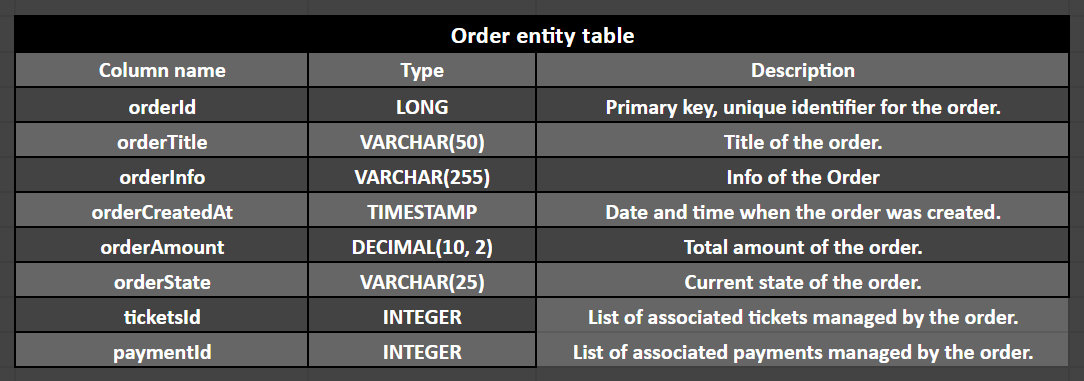 Order entity table
Column name Type Description
orderId LONG Primary key, unique identifier for the order.
orderTitle VARCHAR(50) Title of the order.
orderInfo VARCHAR(255) Info of the Order
orderCreatedAt TIMESTAMP Date and time when the order was created.
orderAmount DECIMAL(10, 2) Total amount of the order.
orderState VARCHAR(25) Current state of the order.
ticketsId INTEGER List of associated tickets managed by the order.
paymentId INTEGER List of associated payments managed by the order.